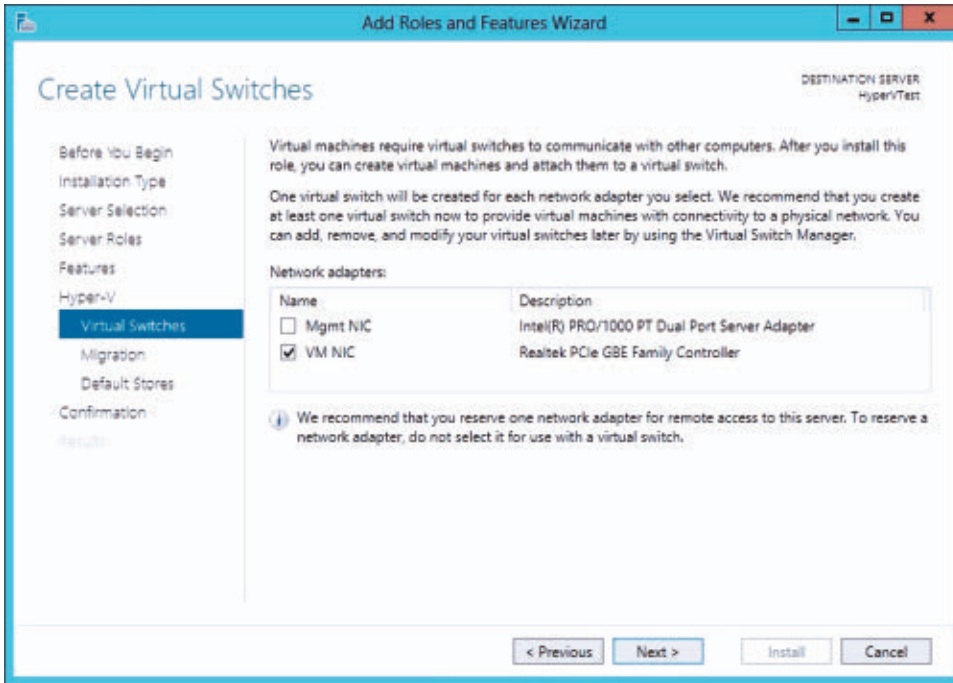 Add Roles and Features Wizard
Create Virtual Switches
DESTINATION SERVER
HyperVTest
Before You Begin
Installation Type
Server Selection
Server Roles
Features
Hyper-V
Virtual Switches
Migration
Default Stores
Confirmation
Results
Virtual machines require virtual switches to communicate with other computers. After you install this
role, you can create virtual machines and attach them to a virtual switch.
One virtual switch will be created for each network adapter you select. We recommend that you create
at least one virtual switch now to provide virtual machines with connectivity to a physical network. You
can add, remove, and modify your virtual switches later by using the Virtual Switch Manager.
Network adapters:
Name Description
Mgmt NIC Intel(R) PRO/1000 PT Dual Port Server Adapter
VM NIC Realtek PCIe GBE Family Controller
We recommend that you reserve one network adapter for remote access to this server. To reserve a
network adapter, do not select it for use with a virtual switch.
< Previous Next > Install Cancel